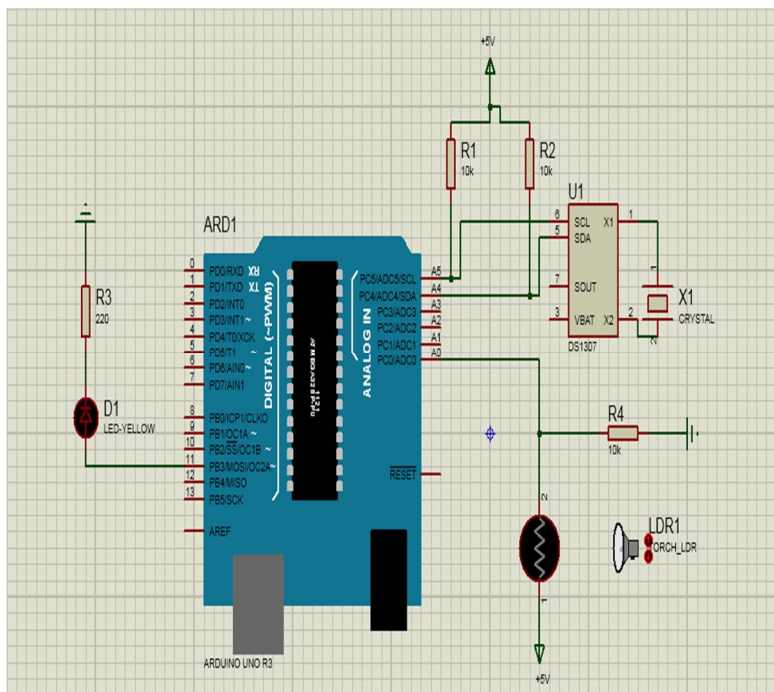 +5V
R1
10k
R2
10k
U1
6 SCL X1 1
5 SDA
7 SOUT
3 VBAT X2 2
DS1307
1
X1
CRYSTAL
2
ARD1
R3
220
D1
LED-YELLOW
0 PD0/RXD RX
1 PD1/TXD TX
2 PD2/INT0
3 PD3/INT1 ~
4 PD4/T0/XCK
5 PD5/T1 ~
6 PD6/AIN0 ~
7 PD7/AIN1
8 PB0/ICP1/CLKO
9 PB1/OC1A ~
10 PB2/SS/OC1B ~
11 PB3/MOSI/OC2A ~
12 PB4/MISO
13 PB5/SCK
AREF
DIGITAL (~PWM)
ANALOG IN
PC5/ADC5/SCL A5
PC4/ADC4/SDA A4
PC3/ADC3 A3
PC2/ADC2 A2
PC1/ADC1 A1
PC0/ADC0 A0
RESET
ARDUINO UNO R3
R4
10k
2
LDR1
TORCH_LDR
1
+5V